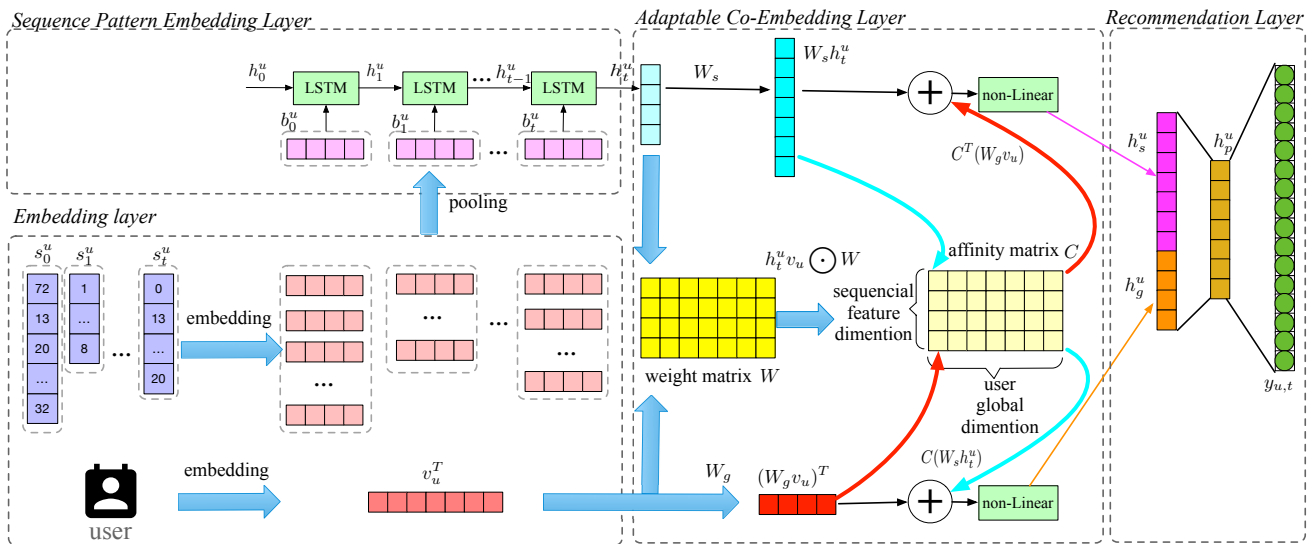 Sequence Pattern Embedding Layer
h_0^u
LSTM
h_1^u
LSTM
...
h_{t-1}^u
LSTM
h_t^u
b_0^u
b_1^u
...
b_t^u
pooling
Embedding layer
s_0^u
s_1^u
s_t^u
72
13
20
...
32
1
...
8
...
0
13
...
20
embedding
...
...
...
...
user
embedding
v_u^T
Adaptable Co-Embedding Layer
W_s
W_s h_t^u
non-Linear
C^T(W_g v_u)
h_t^u v_u ⊙ W
affinity matrix C
sequencial
feature
dimention
weight matrix W
user
global
dimention
C(W_s h_t^u)
W_g
(W_g v_u)^T
non-Linear
Recommendation Layer
h_s^u
h_p^u
h_g^u
y_{u,t}